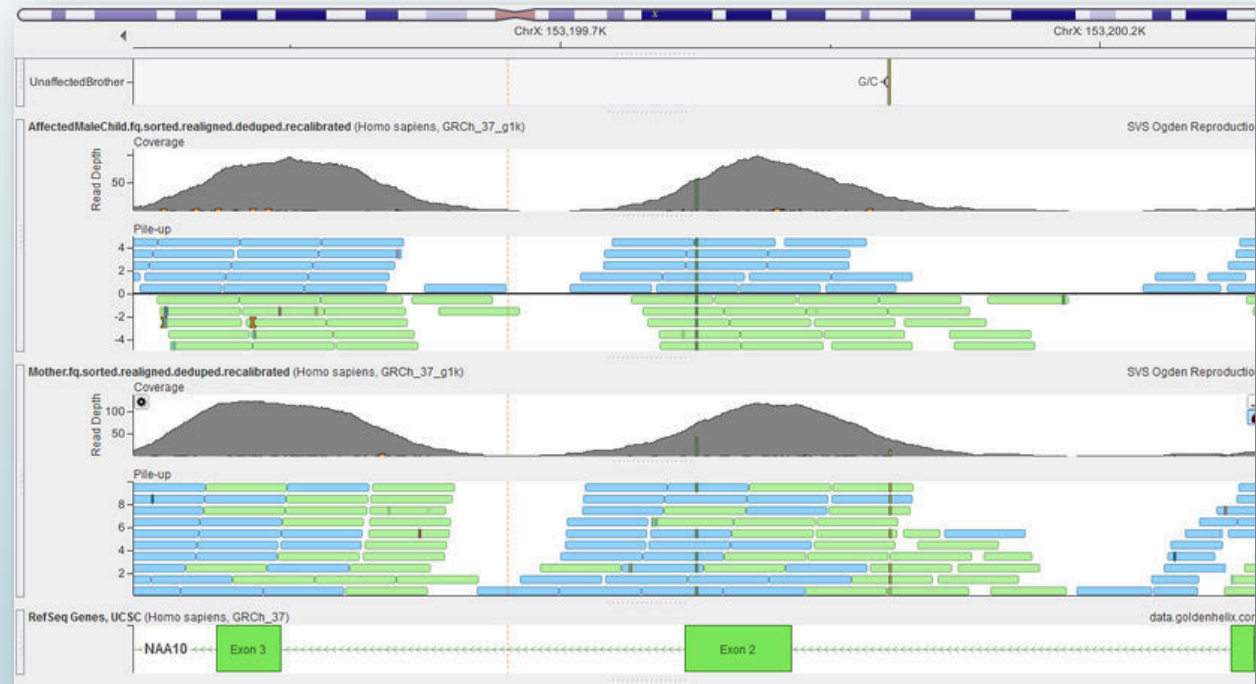 X
ChrX: 153,199.7K ChrX: 153,200.2K
UnaffectedBrother G/C
AffectedMaleChild.fq.sorted.realigned.deduped.recalibrated (Homo sapiens, GRCh_37_g1k) SVS Ogden Reproductio
Coverage
Read Depth
50
Pile-up
4
2
0
-2
-4
Mother.fq.sorted.realigned.deduped.recalibrated (Homo sapiens, GRCh_37_g1k) SVS Ogden Reproductio
Coverage
Read Depth
100
50
Pile-up
8
6
4
2
RefSeq Genes, UCSC (Homo sapiens, GRCh_37) data.goldenhelix.com
NAA10 Exon 3 Exon 2